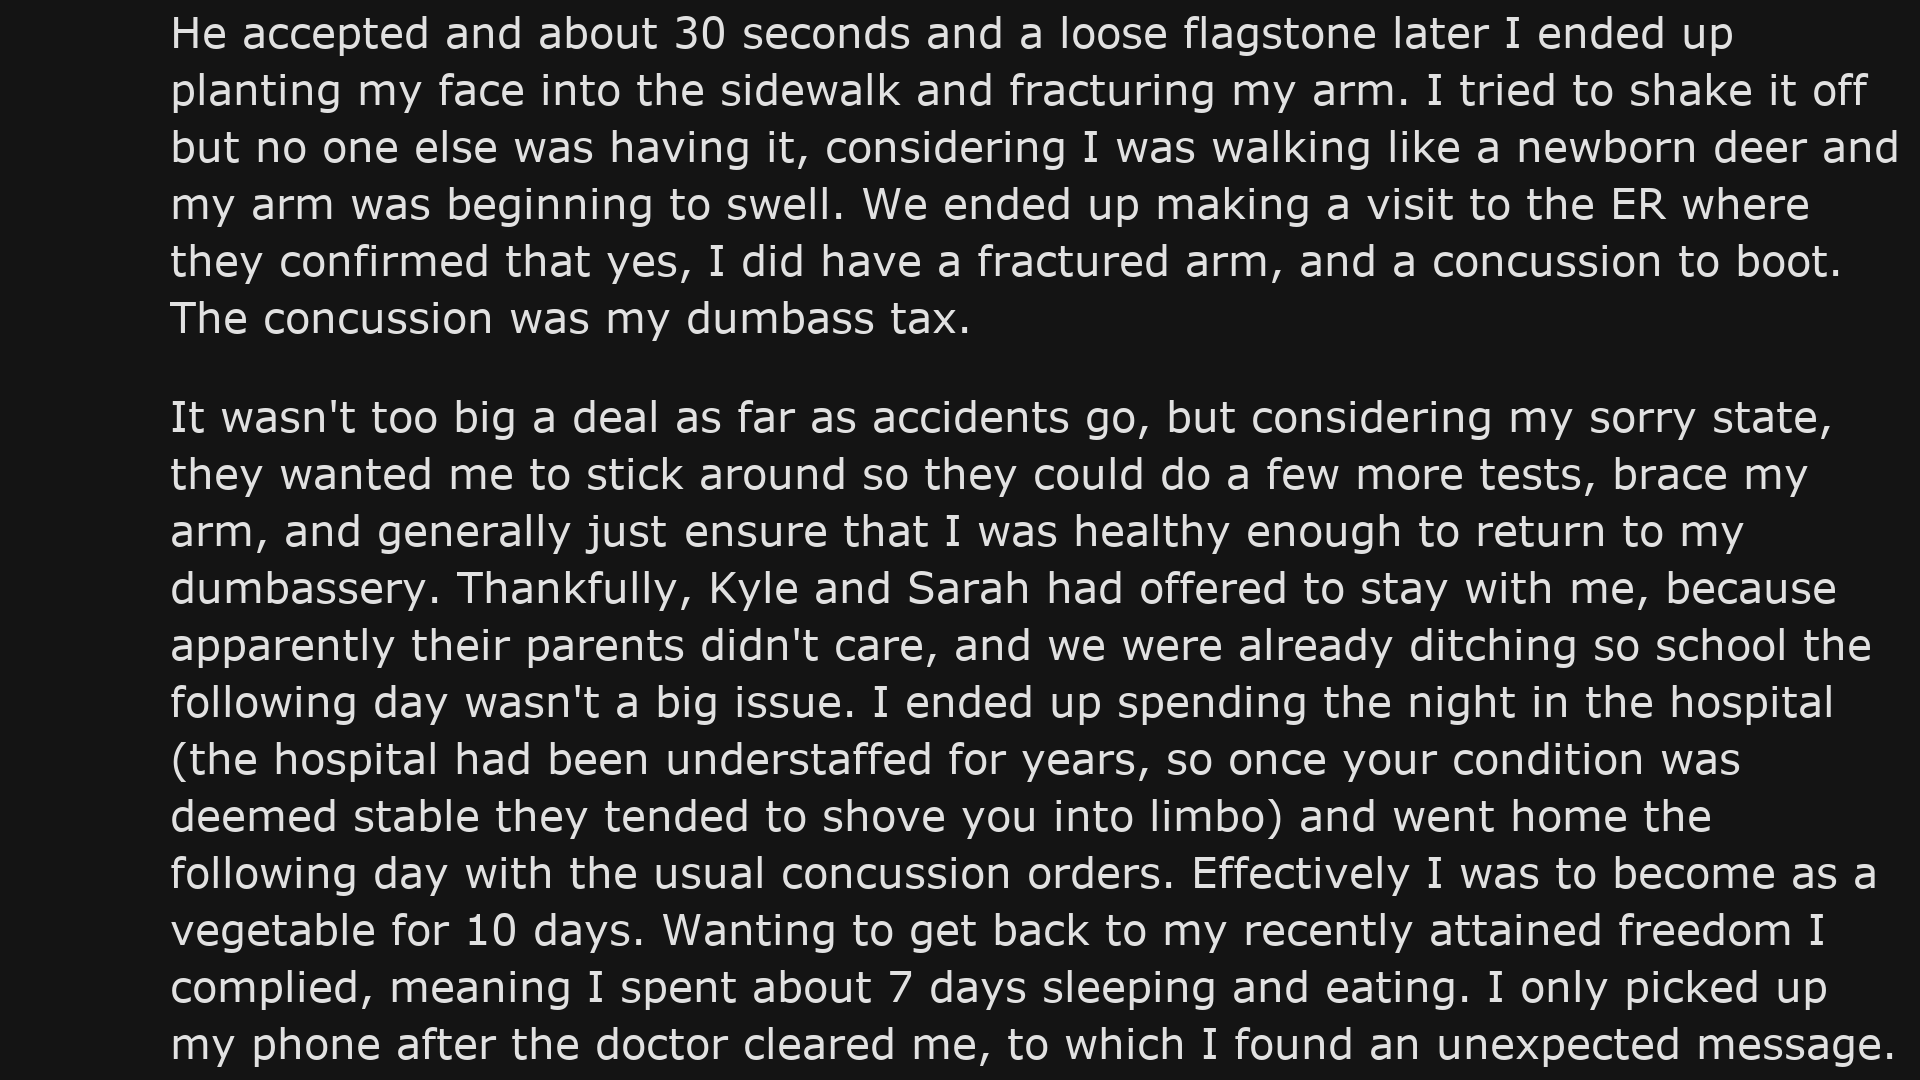 He accepted and about 30 seconds and a loose flagstone later I ended up
planting my face into the sidewalk and fracturing my arm. I tried to shake it off
but no one else was having it, considering I was walking like a newborn deer and
my arm was beginning to swell. We ended up making a visit to the ER where
they confirmed that yes, I did have a fractured arm, and a concussion to boot.
The concussion was my dumbass tax.
It wasn't too big a deal as far as accidents go, but considering my sorry state,
they wanted me to stick around so they could do a few more tests, brace my
arm, and generally just ensure that I was healthy enough to return to my
dumbassery. Thankfully, Kyle and Sarah had offered to stay with me, because
apparently their parents didn't care, and we were already ditching so school the
following day wasn't a big issue. I ended up spending the night in the hospital
(the hospital had been understaffed for years, so once your condition was
deemed stable they tended to shove you into limbo) and went home the
following day with the usual concussion orders. Effectively I was to become as a
vegetable for 10 days. Wanting to get back to my recently attained freedom I
complied, meaning I spent about 7 days sleeping and eating. I only picked up
my phone after the doctor cleared me, to which I found an unexpected message.